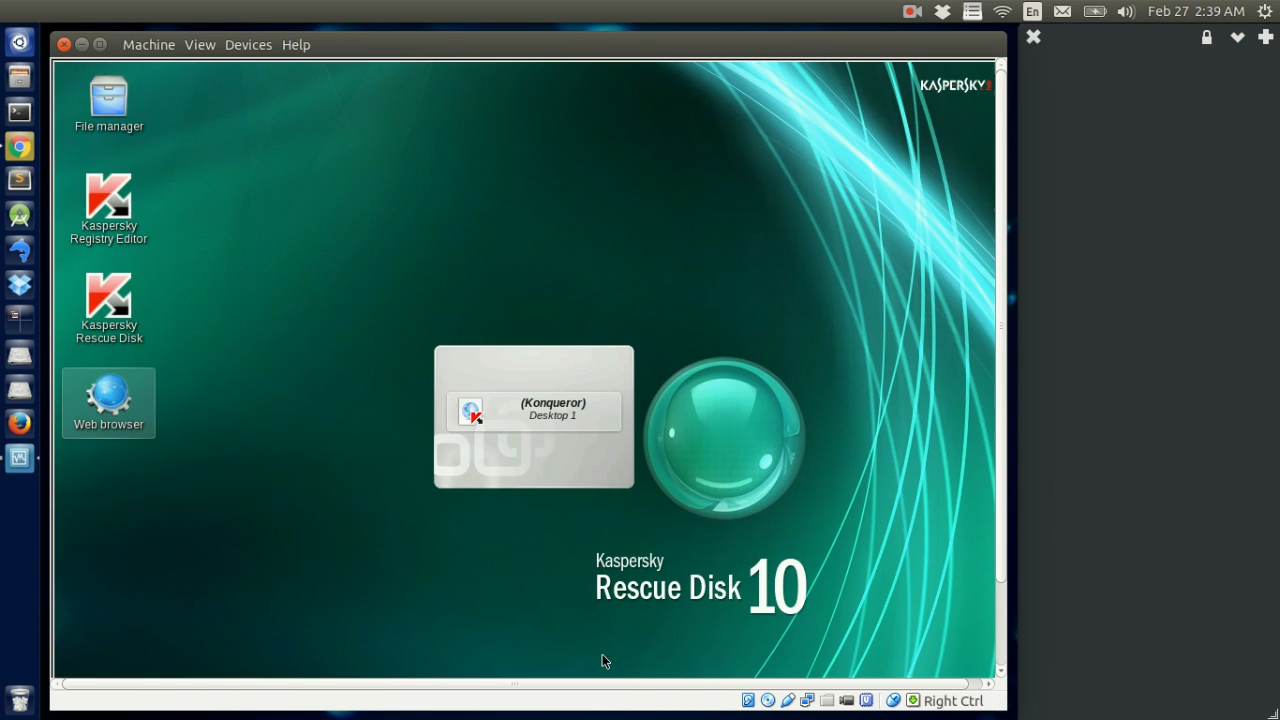 En
Feb 27 2:39 AM
Machine View Devices Help
KASPERSKY
File manager
Kaspersky
Registry Editor
Kaspersky
Rescue Disk
Web browser
(Konqueror)
Desktop 1
Kaspersky
Rescue Disk 10
Right Ctrl